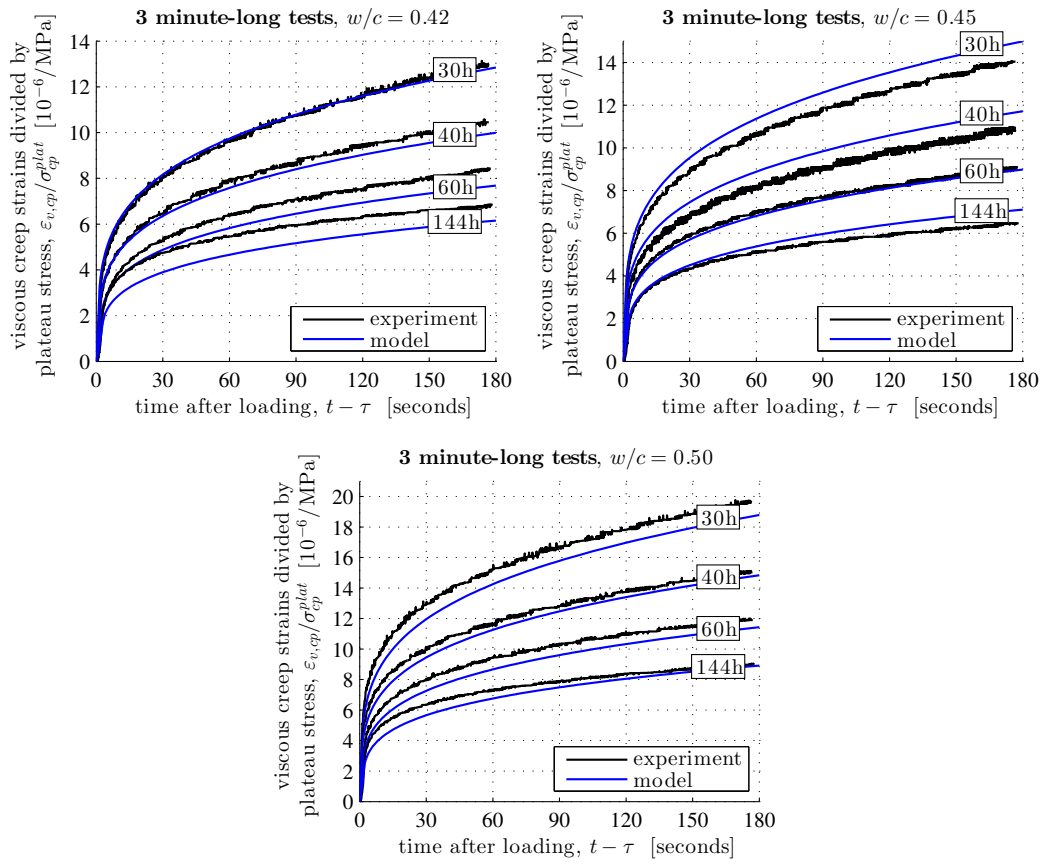 3 minute-long tests, w/c = 0.42
viscous creep strains divided by
plateau stress, ε_{v,cp}/σ_{cp}^{plat} [10^{−6}/MPa]
14
12
10
8
6
4
2
0
30h
40h
60h
144h
experiment
model
0 30 60 90 120 150 180
time after loading, t − τ [seconds]
3 minute-long tests, w/c = 0.45
viscous creep strains divided by
plateau stress, ε_{v,cp}/σ_{cp}^{plat} [10^{−6}/MPa]
14
12
10
8
6
4
2
0
30h
40h
60h
144h
experiment
model
0 30 60 90 120 150 180
time after loading, t − τ [seconds]
3 minute-long tests, w/c = 0.50
viscous creep strains divided by
plateau stress, ε_{v,cp}/σ_{cp}^{plat} [10^{−6}/MPa]
20
18
16
14
12
10
8
6
4
2
0
30h
40h
60h
144h
experiment
model
0 30 60 90 120 150 180
time after loading, t − τ [seconds]